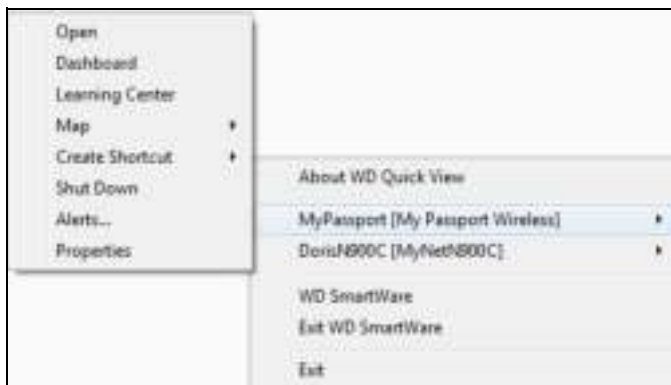 Open
Dashboard
Learning Center
Map
Create Shortcut
Shut Down
Alerts...
Properties
About WD Quick View
MyPassport [My Passport Wireless]
DorisN900C [MyNetN900C]
WD SmartWare
Exit WD SmartWare
Exit